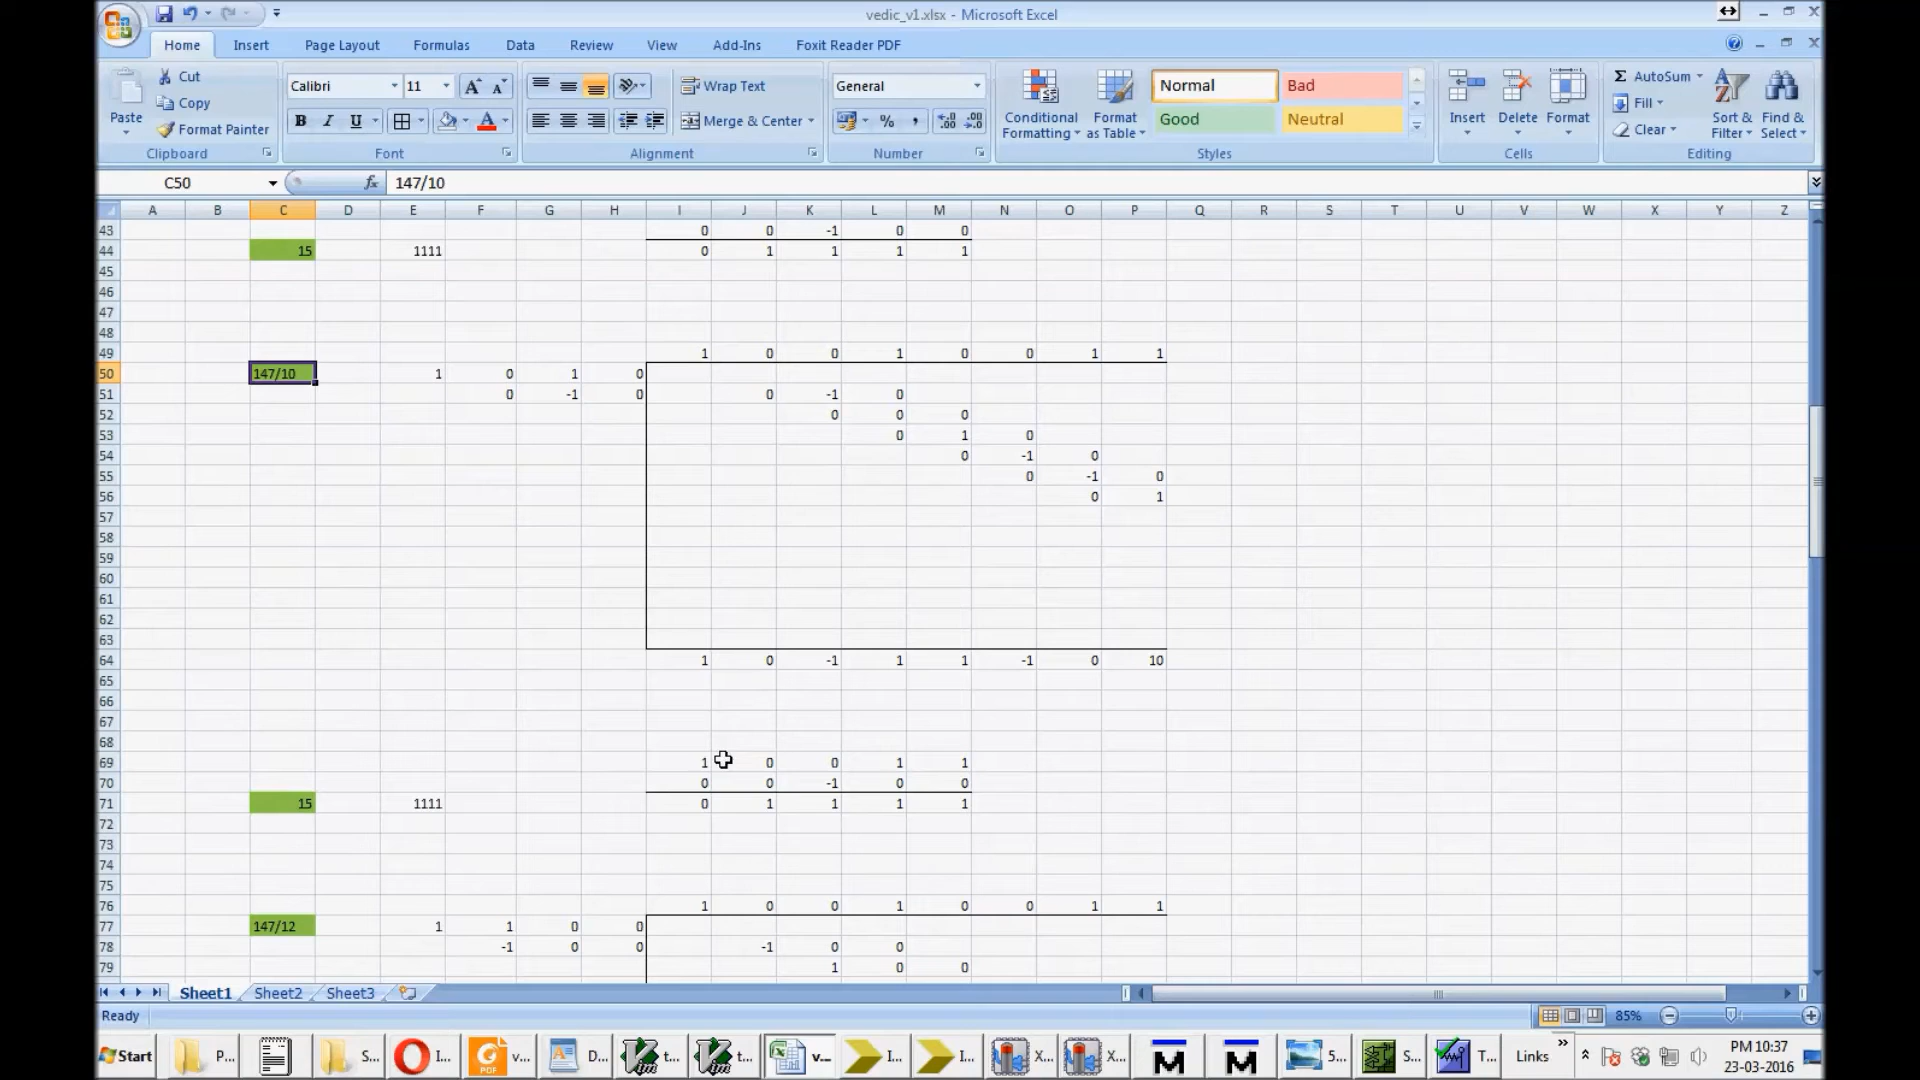 vedic_v1.xlsx - Microsoft Excel
Home Insert Page Layout Formulas Data Review View Add-Ins Foxit Reader PDF
Paste Cut Copy Format Painter Clipboard
Calibri 11 A A B I U A Font
Wrap Text Merge & Center Alignment
General % , Number
Conditional Formatting Format as Table Normal Bad Good Neutral Styles
Insert Delete Format Cells
Σ AutoSum Fill Clear Sort & Filter Find & Select Editing
C50 fx 147/10
A B C D E F G H I J K L M N O P Q R S T U V W X Y Z
43 0 0 -1 0 0
44 15 1111 0 1 1 1 1
45
46
47
48
49 1 0 0 1 0 0 1 1
50 147/10 1 0 1 0
51 0 -1 0 0 -1 0
52 0 0 0
53 0 1 0
54 0 -1 0
55 0 -1 0
56 0 1
57
58
59
60
61
62
63
64 1 0 -1 1 1 -1 0 10
65
66
67
68
69 1 0 0 1 1
70 0 0 -1 0 0
71 15 1111 0 1 1 1 1
72
73
74
75
76 1 0 0 1 0 0 1 1
77 147/12 1 1 0 0
78 -1 0 0 -1 0 0
79 1 0 0
Sheet1 Sheet2 Sheet3
Ready 85%
Start P... S... I... v... D... t... t... v... I... I... X... X... 5... S... T... Links » PM 10:37
23-03-2016